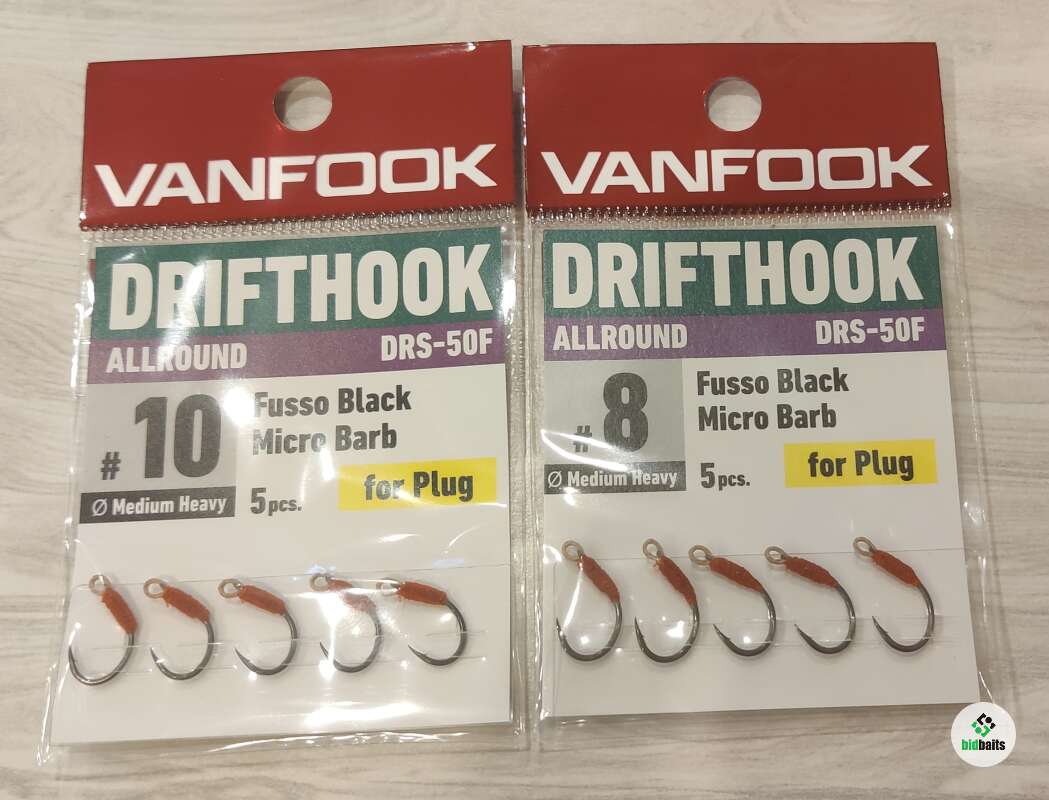 VANFOOK
DRIFTHOOK
ALLROUND DRS-50F
# 10
Fusso Black
Micro Barb
Ø Medium Heavy
5pcs.
for Plug
VANFOOK
DRIFTHOOK
ALLROUND DRS-50F
# 8
Fusso Black
Micro Barb
Ø Medium Heavy
5pcs.
for Plug
bidbaits